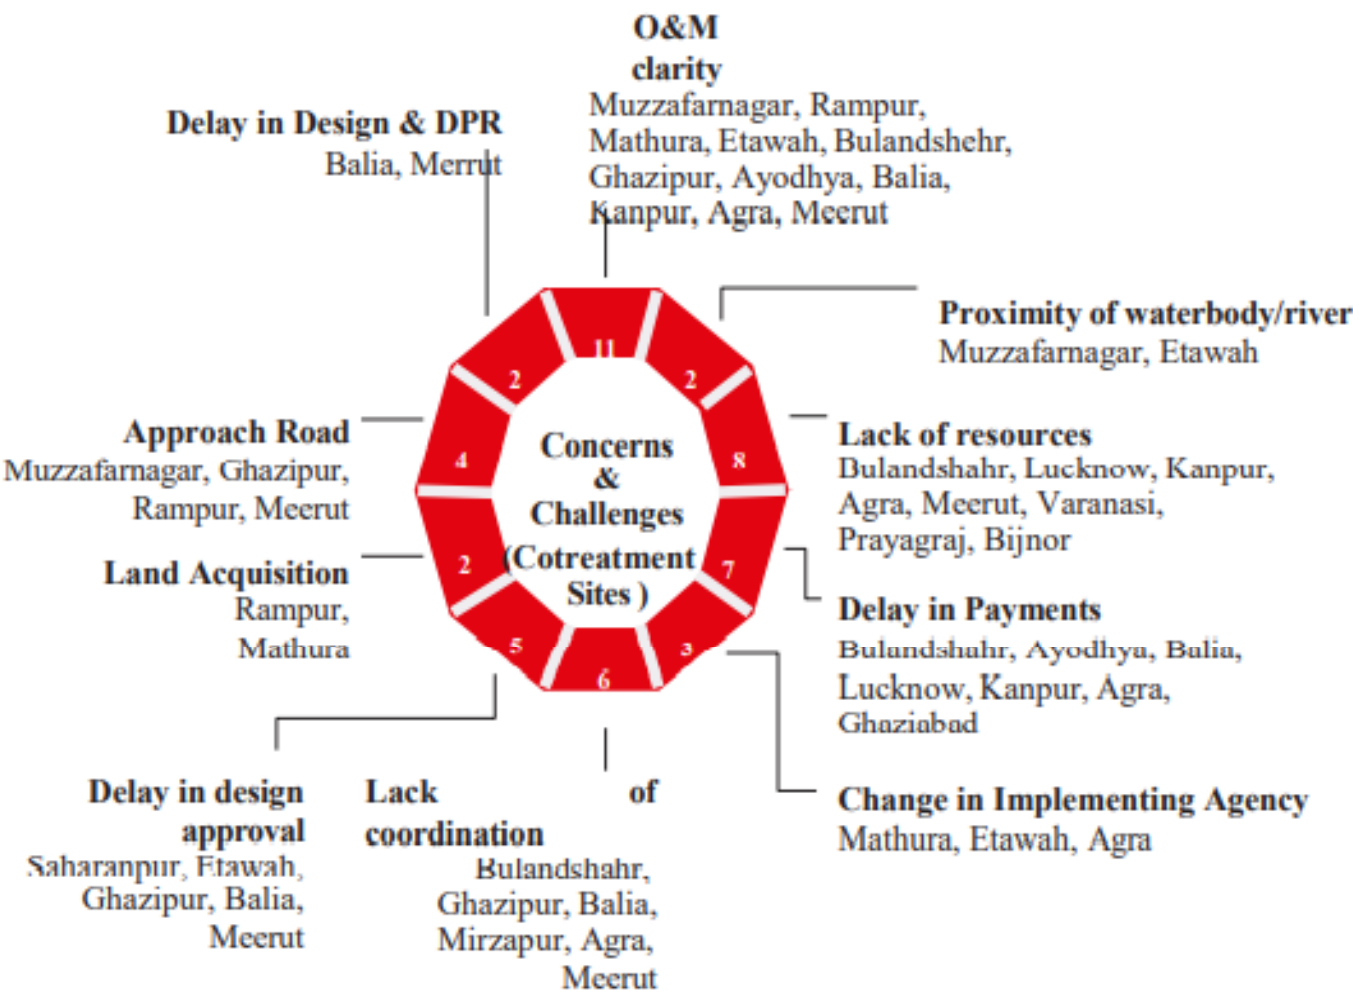 O&M
clarity
Muzzafarnagar, Rampur,
Mathura, Etawah, Bulandshehr,
Ghazipur, Ayodhya, Balia,
Kanpur, Agra, Meerut
Delay in Design & DPR
Balia, Merrut
Proximity of waterbody/river
Muzzafarnagar, Etawah
Lack of resources
Bulandshahr, Lucknow, Kanpur,
Agra, Meerut, Varanasi,
Prayagraj, Bijnor
Delay in Payments
Bulandshahr, Ayodhya, Balia,
Lucknow, Kanpur, Agra,
Ghaziabad
Change in Implementing Agency
Mathura, Etawah, Agra
Lack of
coordination
Bulandshahr,
Ghazipur, Balia,
Mirzapur, Agra,
Meerut
Delay in design
approval
Saharanpur, Etawah,
Ghazipur, Balia,
Meerut
Land Acquisition
Rampur,
Mathura
Approach Road
Muzzafarnagar, Ghazipur,
Rampur, Meerut
11
2
8
7
3
6
5
2
4
2
Concerns
&
Challenges
(Cotreatment
Sites )